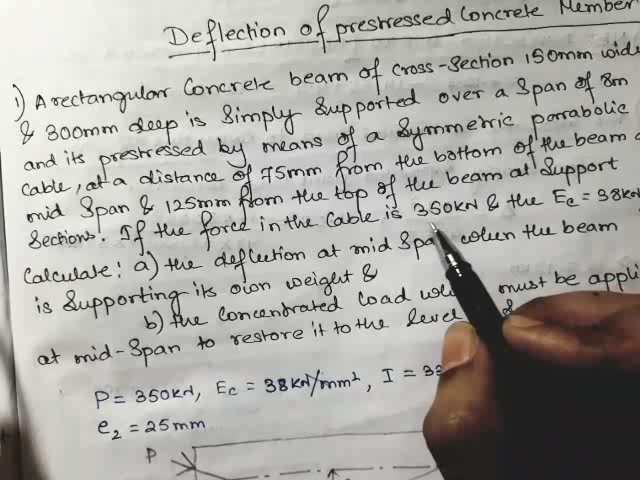 Deflection of prestressed Concrete Member
1) A rectangular Concrete beam of cross-Section 150mm wide
& 300mm deep is Simply Supported over a Span of 8m
and its prestressed by means of a Symmetric parrabolic
Cable, at a distance of 75mm from the bottom of the beam @
mid Span & 125mm from the top of the beam at Support
Sections. If the force in the Cable is 350KN & the Ec = 38KN
Calculate: a) the deflection at mid Span when the beam
is Supporting its own weight &
b) the Concentrated Load must be
at mid-Span to restore it to the level
P = 350KN, Ec = 38KN/mm², I =
e₂ = 25mm
P